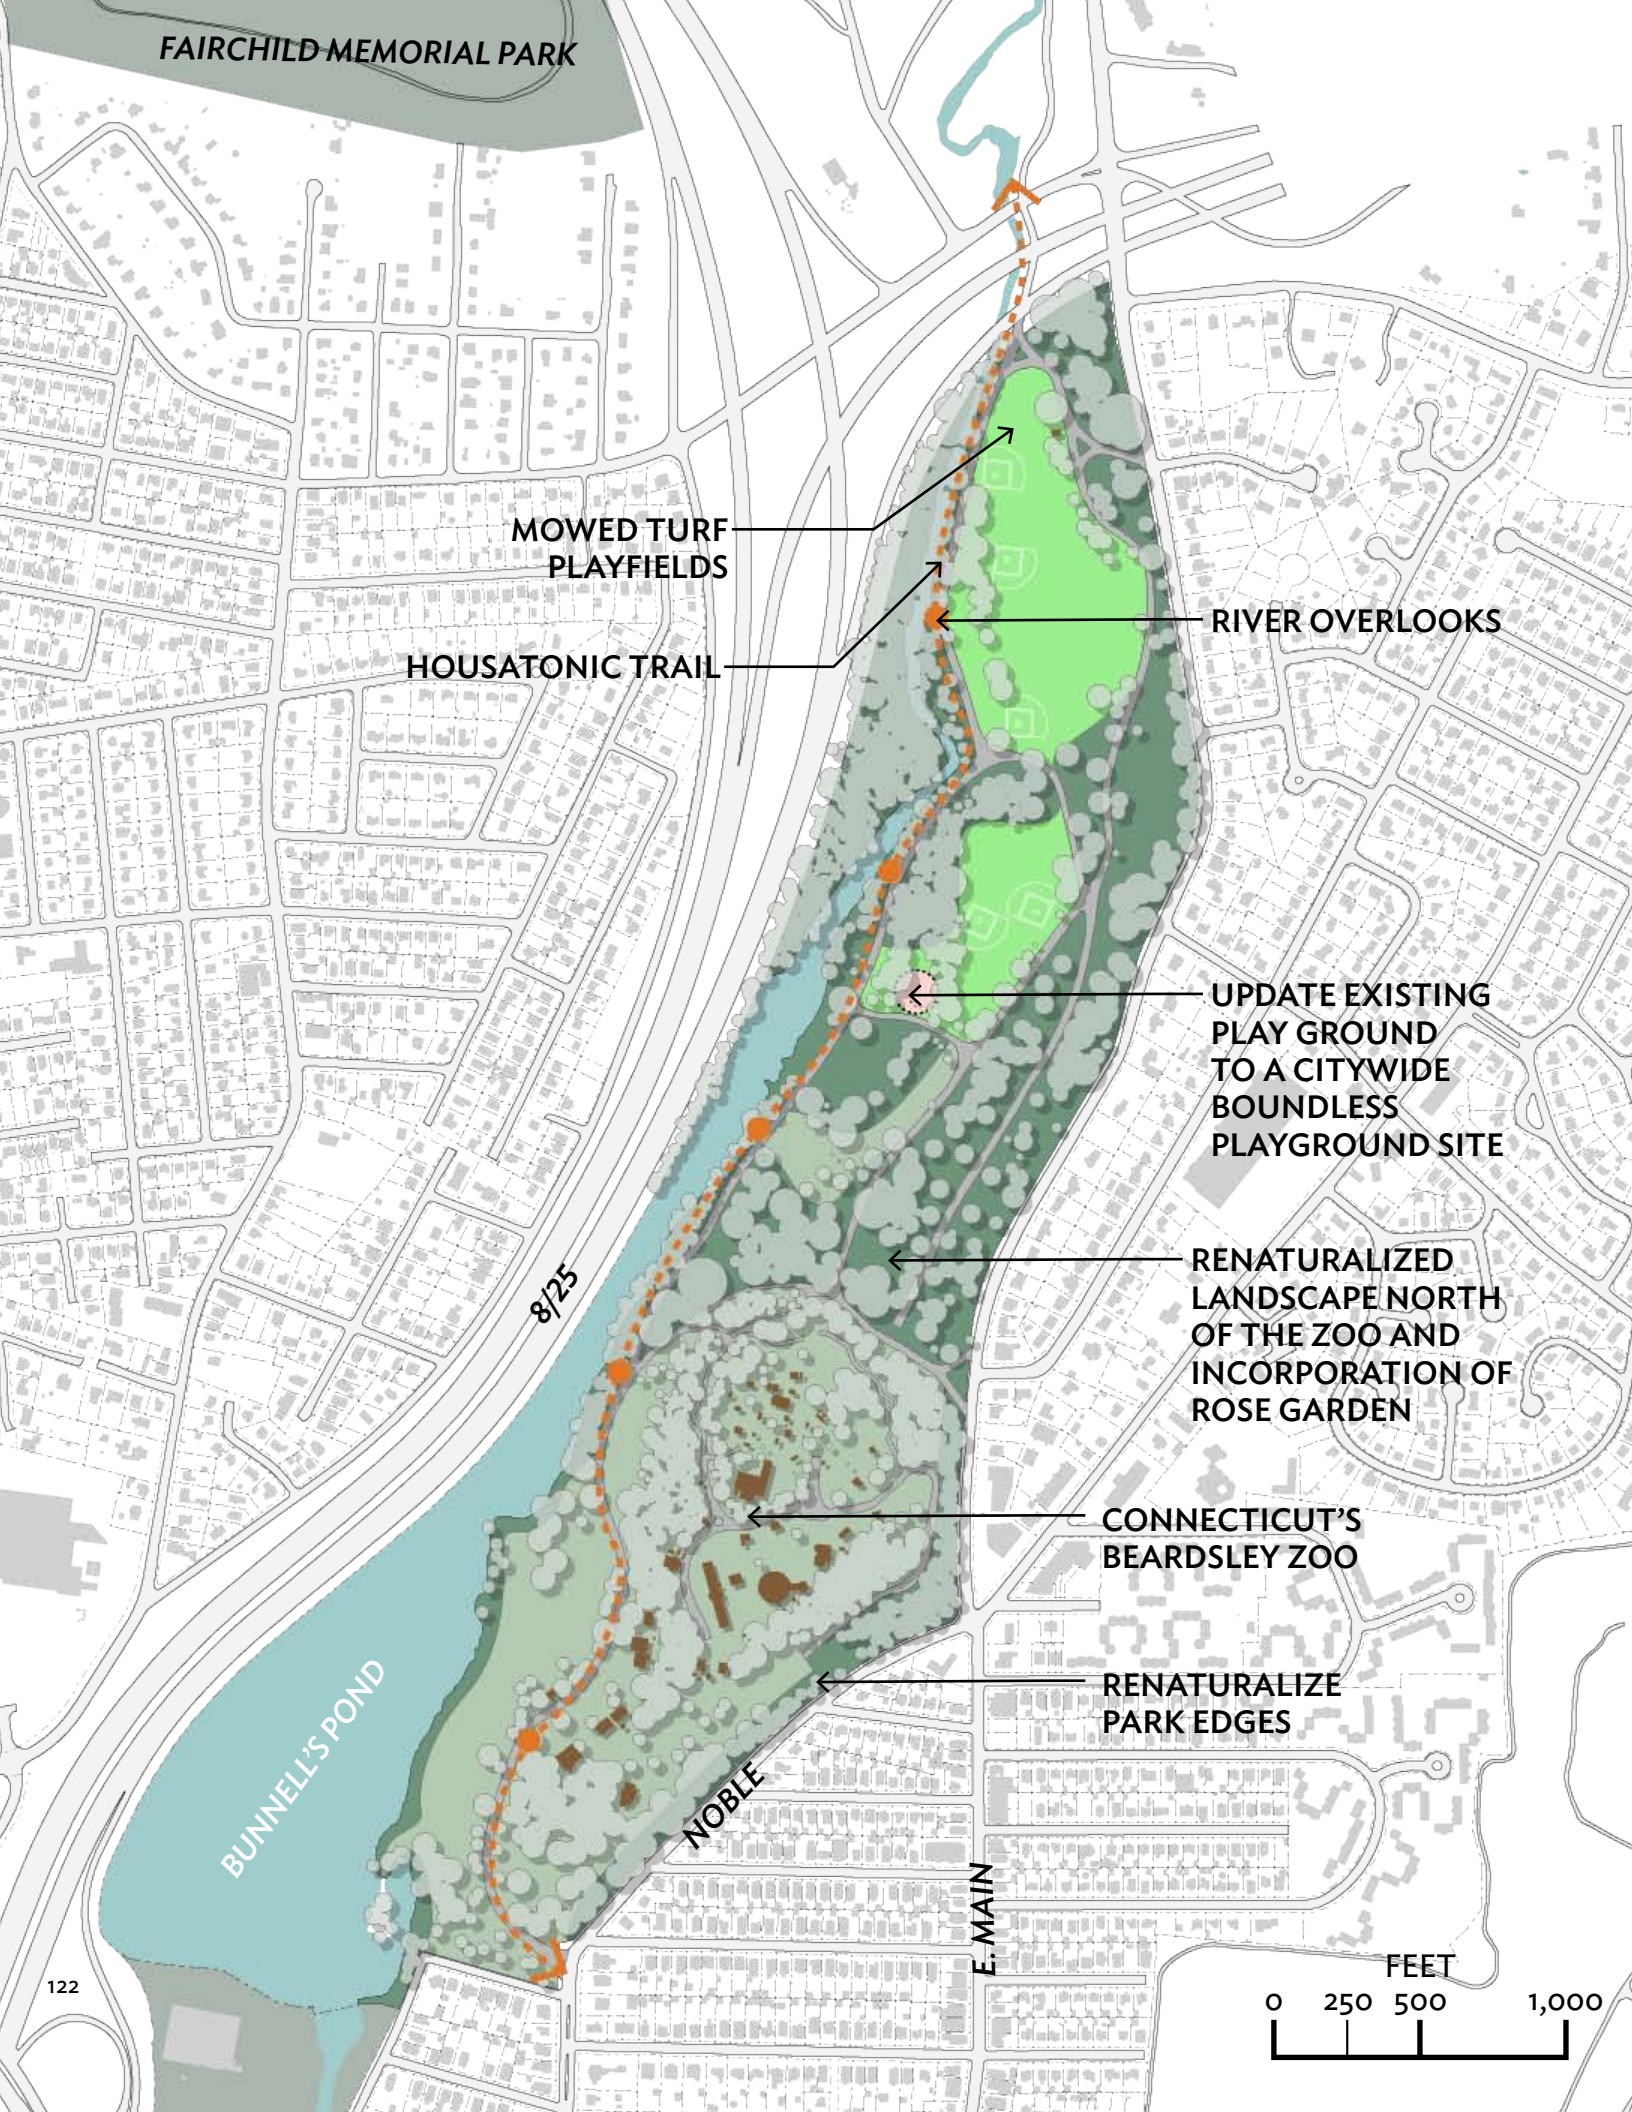 FAIRCHILD MEMORIAL PARK
MOWED TURF
PLAYFIELDS
RIVER OVERLOOKS
HOUSATONIC TRAIL
UPDATE EXISTING
PLAY GROUND
TO A CITYWIDE
BOUNDLESS
PLAYGROUND SITE
RENATURALIZED
LANDSCAPE NORTH
OF THE ZOO AND
INCORPORATION OF
ROSE GARDEN
8/25
CONNECTICUT'S
BEARDSLEY ZOO
RENATURALIZE
PARK EDGES
BUNNELL'S POND
NOBLE
E. MAIN
122
FEET
0 250 500 1,000